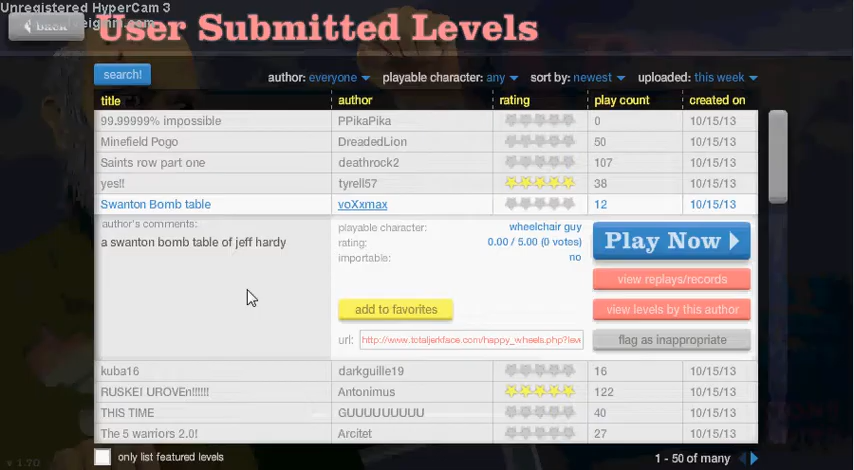 Unregistered HyperCam 3
back
User Submitted Levels
search!
author: everyone playable character: any sort by: newest uploaded: this week
title author rating play count created on
99.99999% impossible PPikaPika 0 10/15/13
Minefield Pogo DreadedLion 50 10/15/13
Saints row part one deathrock2 107 10/15/13
yes!! tyrell57 38 10/15/13
Swanton Bomb table voXxmax 12 10/15/13
author's comments:
a swanton bomb table of jeff hardy
playable character: wheelchair guy
rating: 0.00 / 5.00 (0 votes)
importable: no
Play Now
view replays/records
add to favorites
view levels by this author
url: http://www.totaljerkface.com/happy_wheels.php?lev
flag as inappropriate
kuba16 darkguille19 16 10/15/13
RUSKEI UROVEn!!!!!! Antonimus 122 10/15/13
THIS TIME GUUUUUUUUU 40 10/15/13
The 5 warriors 2.0! Arcitet 27 10/15/13
only list featured levels
1 - 50 of many
v 1.70